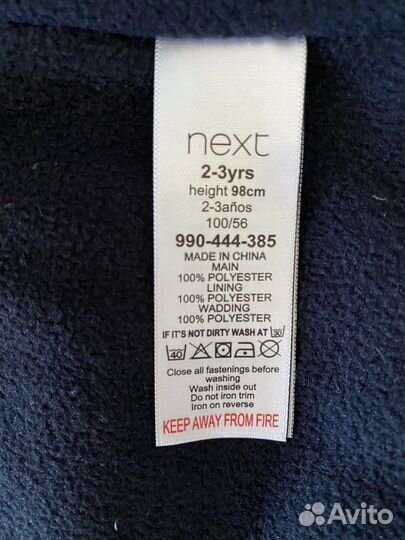 next
2-3yrs
height 98cm
2-3años
100/56
990-444-385
MADE IN CHINA
MAIN
100% POLYESTER
LINING
100% POLYESTER
WADDING
100% POLYESTER
IF IT'S NOT DIRTY WASH AT 30
40
Close all fastenings before
washing
Wash inside out
Do not iron trim
Iron on reverse
KEEP AWAY FROM FIRE
Avito